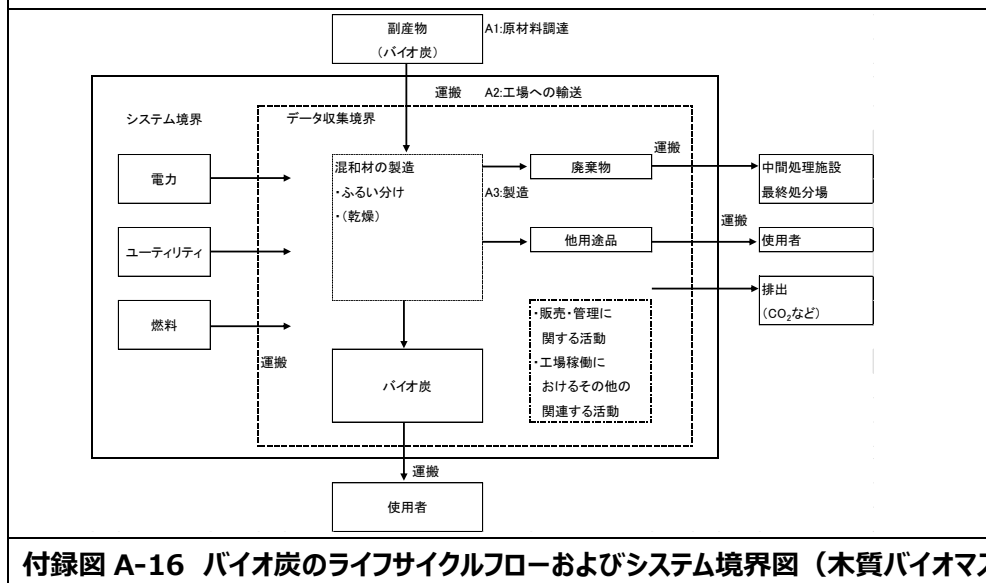 副産物
(バイオ炭)
A1:原材料調達
運搬 A2:工場への輸送
システム境界
データ収集境界
電力
ユーティリティ
燃料
運搬
混和材の製造
・ふるい分け
・(乾燥)
A3:製造
廃棄物
他用途品
・販売・管理に
関する活動
・工場稼働に
おけるその他の
関連する活動
運搬
中間処理施設
最終処分場
運搬
使用者
排出
(CO₂など)
バイオ炭
運搬
使用者
付録図 A-16 バイオ炭のライフサイクルフローおよびシステム境界図（木質バイオマ